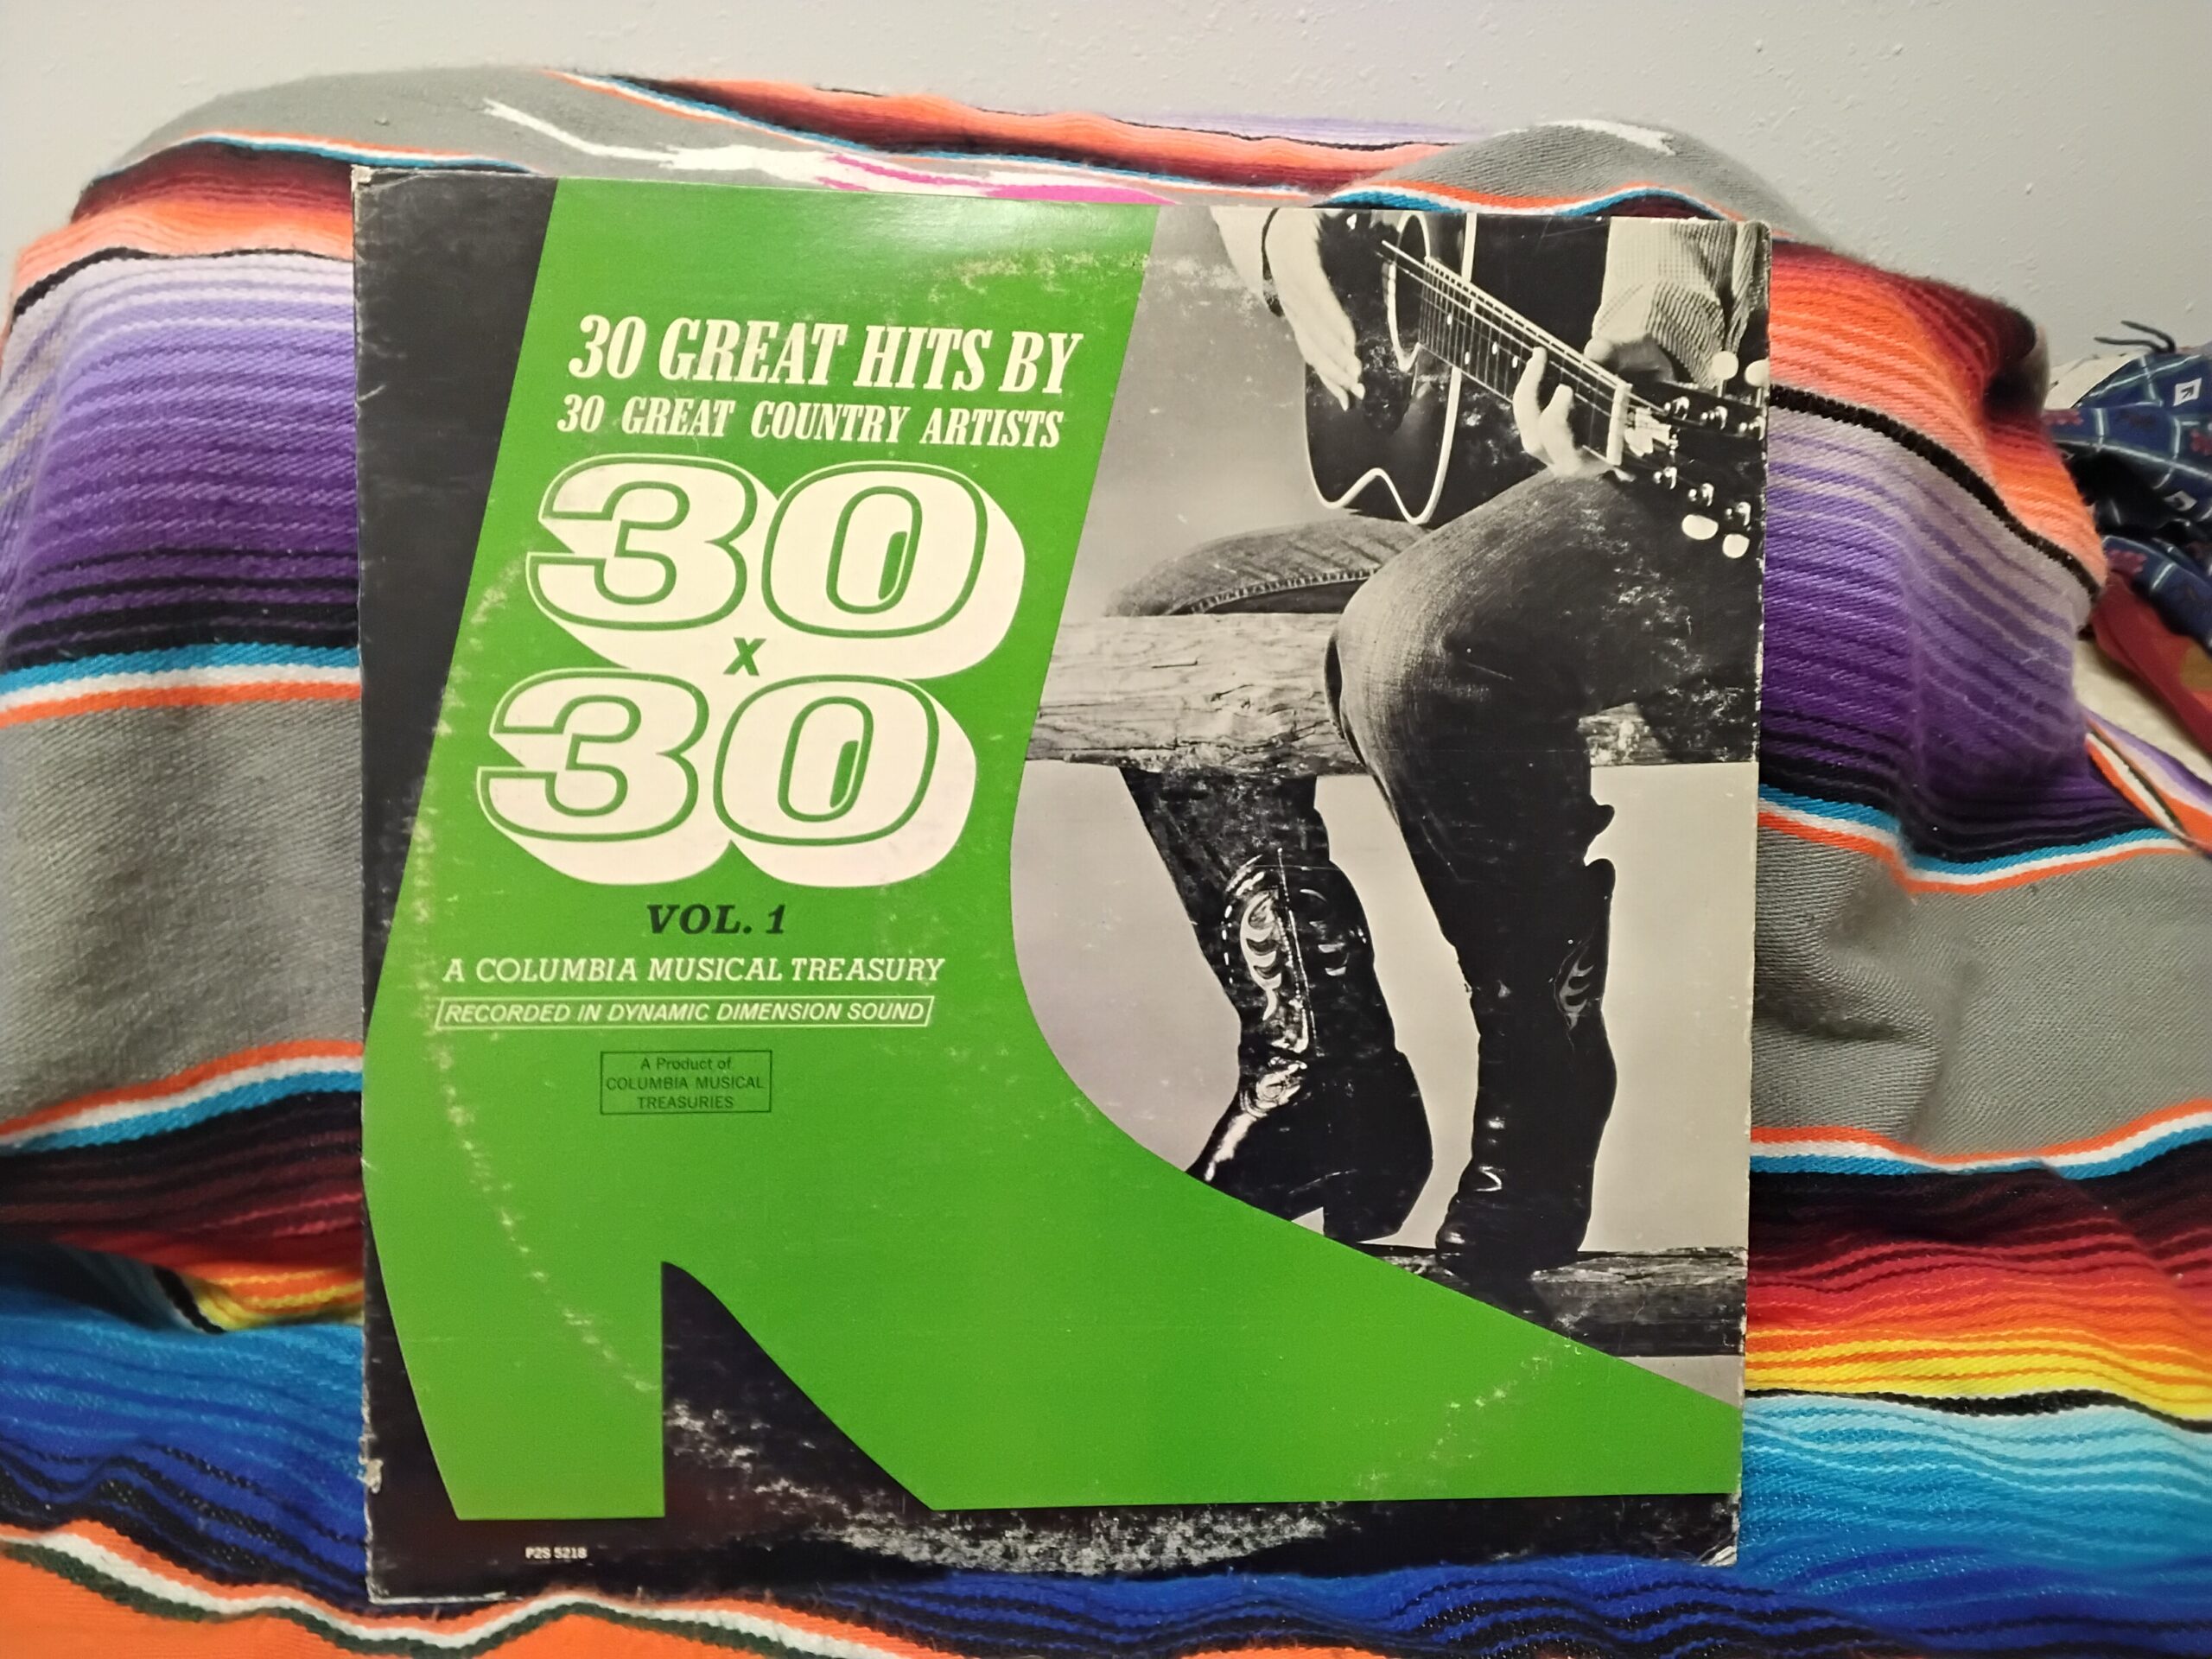 30 GREAT HITS BY
30 GREAT COUNTRY ARTISTS
30
x
30
VOL. 1
A COLUMBIA MUSICAL TREASURY
RECORDED IN DYNAMIC DIMENSION SOUND
A Product of
COLUMBIA MUSICAL
TREASURIES
P2S 5218